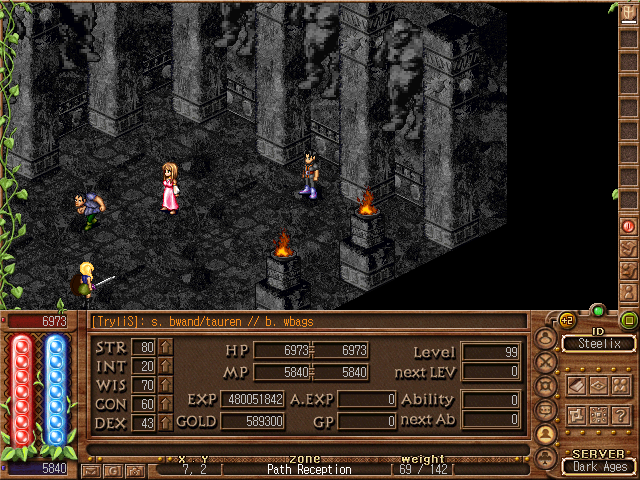 6973
[TryliS]: s. bwand/tauren // b. wbags
+2
ID
Steelix
STR 80
INT 20
WIS 70
CON 60
DEX 43
HP 6973 6973
MP 5840 5840
EXP 480051842 A.EXP 0
GOLD 589300 GP 0
Level 99
next LEV 0
Ability 0
next Ab 0
G
?
SERVER
Dark Ages
5840
x . Y zone weight
7, 2 Path Reception 69 / 142